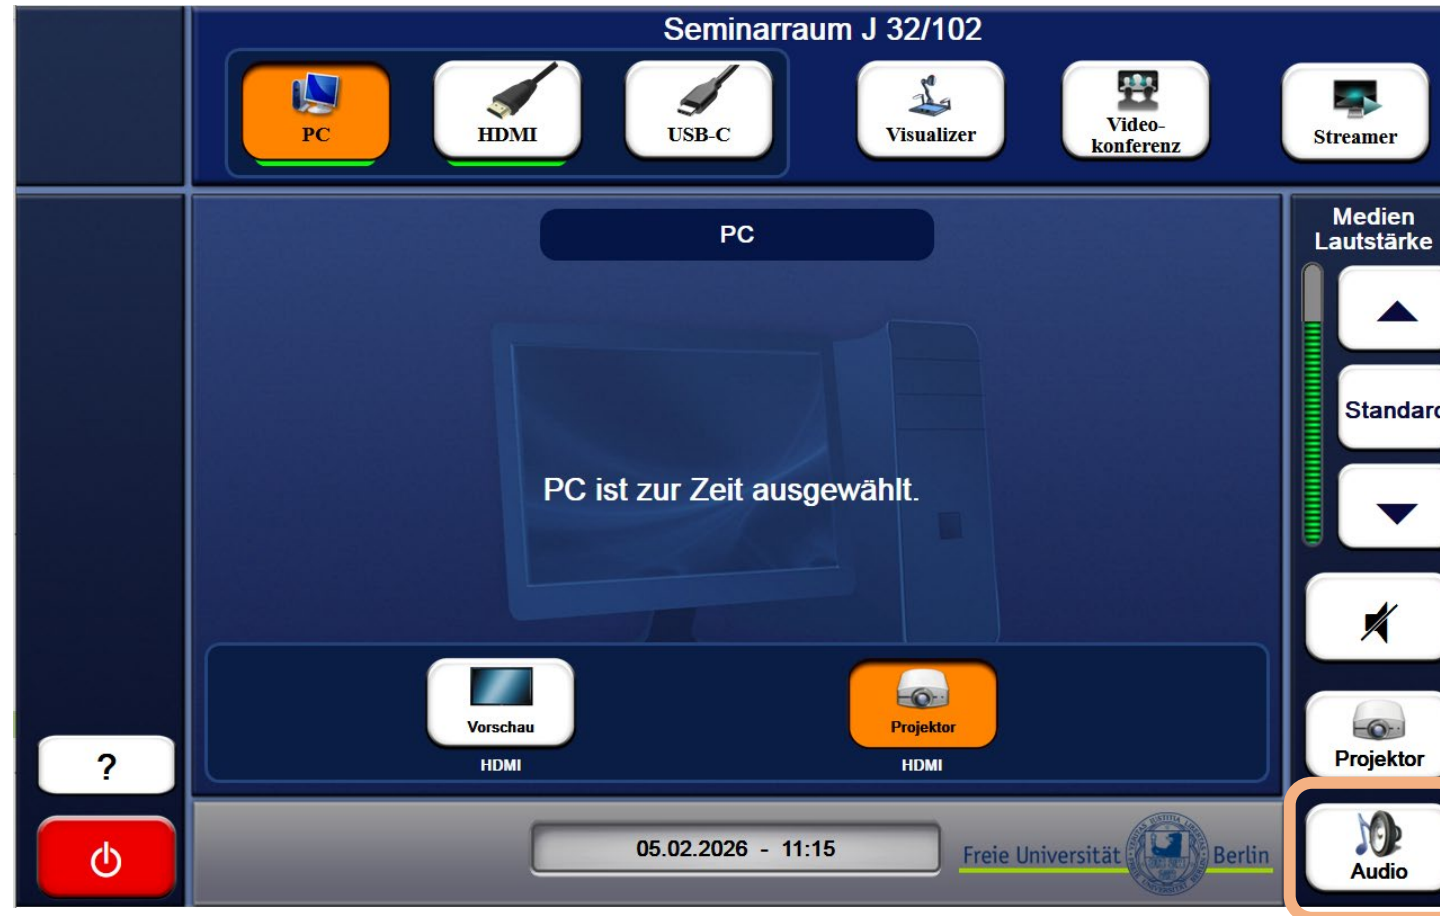 Seminarraum J 32/102
PC
HDMI
USB-C
Visualizer
Video-
konferenz
Streamer
PC
Medien
Lautstärke
Standard
PC ist zur Zeit ausgewählt.
Vorschau
HDMI
Projektor
HDMI
Projektor
?
05.02.2026 - 11:15
Freie Universität Berlin
Audio